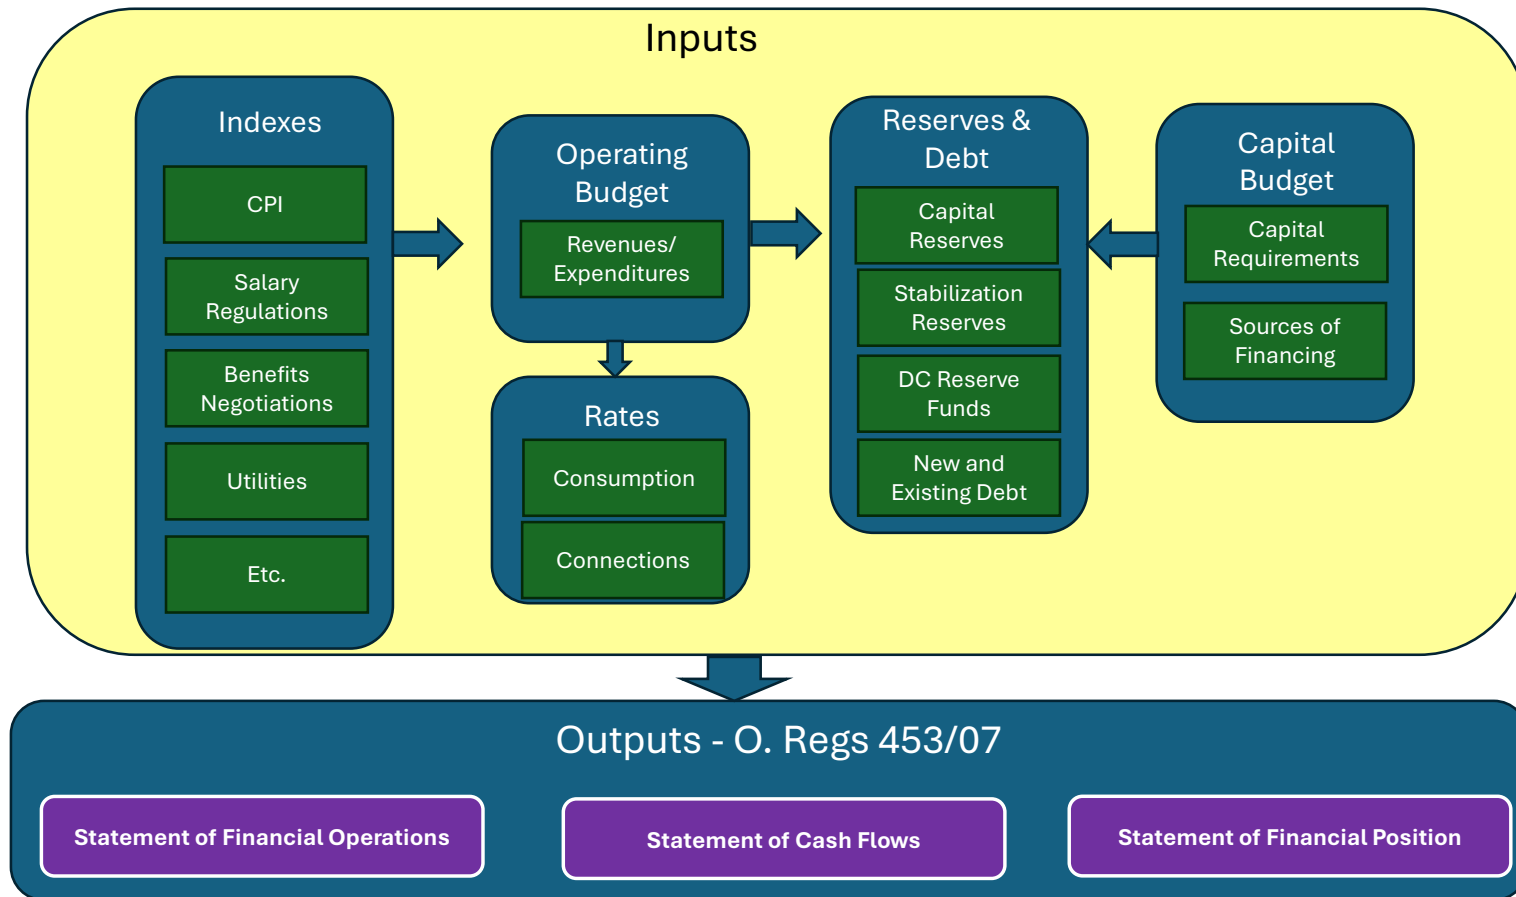 Inputs
Indexes
CPI
Salary
Regulations
Benefits
Negotiations
Utilities
Etc.
Operating
Budget
Revenues/
Expenditures
Rates
Consumption
Connections
Reserves &
Debt
Capital
Reserves
Stabilization
Reserves
DC Reserve
Funds
New and
Existing Debt
Capital
Budget
Capital
Requirements
Sources of
Financing
Outputs - O. Regs 453/07
Statement of Financial Operations
Statement of Cash Flows
Statement of Financial Position